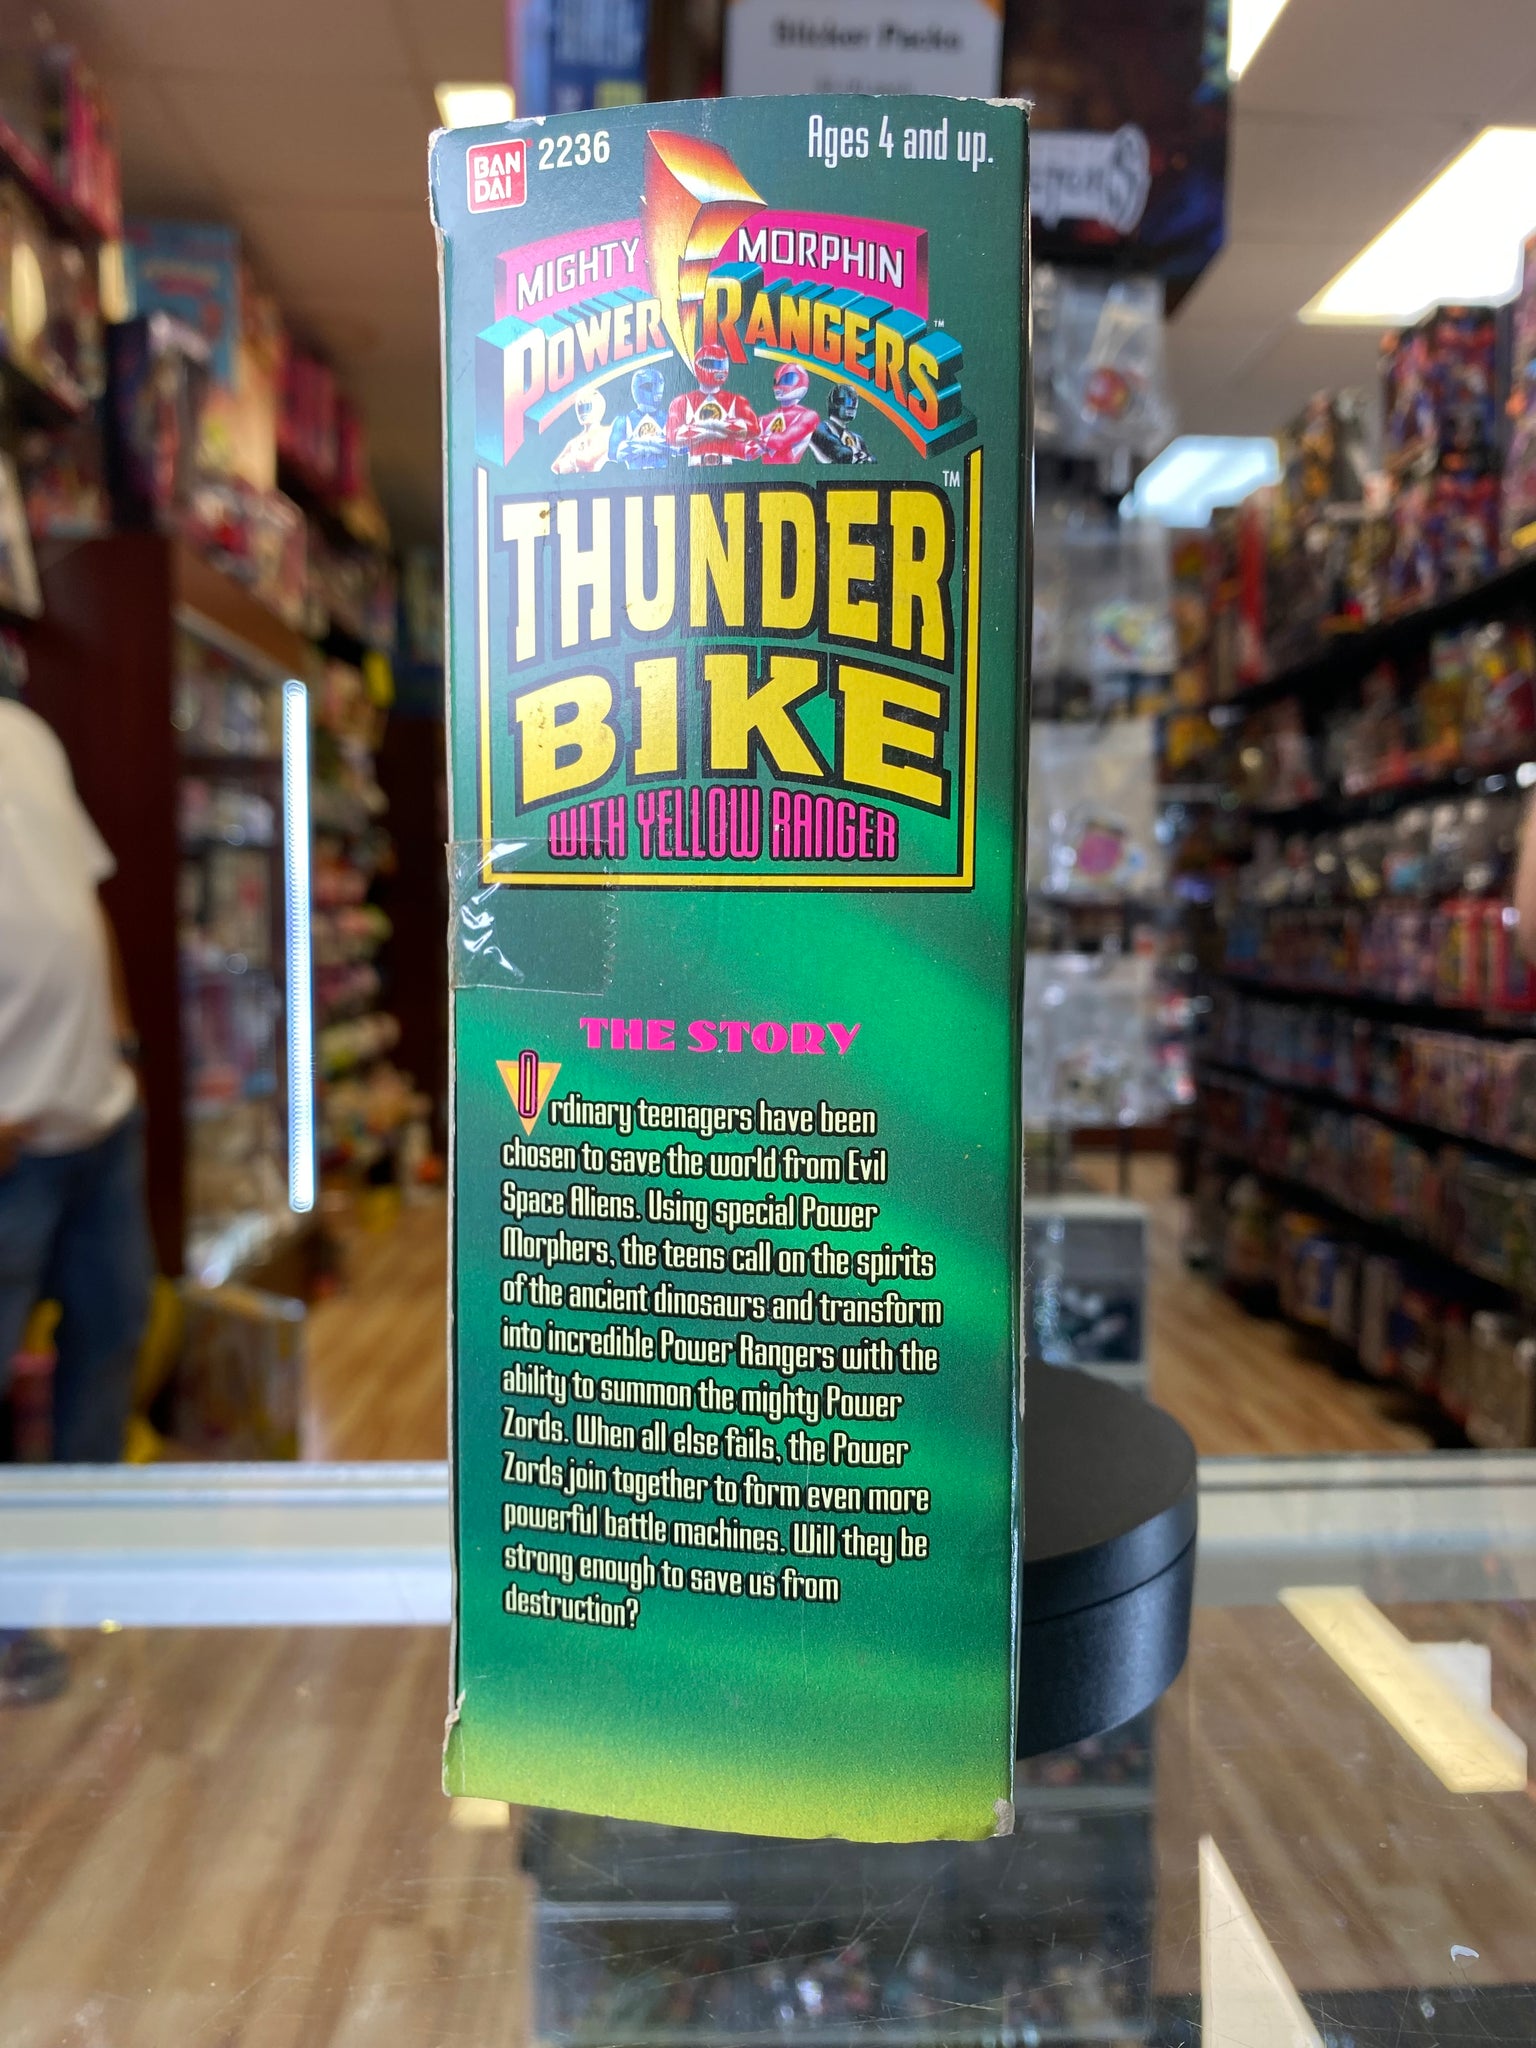 Sticker Packs
BAN
DAI
2236
Ages 4 and up.
MIGHTY MORPHIN
POWER RANGERS™
THUNDER™
BIKE
WITH YELLOW RANGER
THE STORY
Ordinary teenagers have been
chosen to save the world from Evil
Space Aliens. Using special Power
Morphers, the teens call on the spirits
of the ancient dinosaurs and transform
into incredible Power Rangers with the
ability to summon the mighty Power
Zords. When all else fails, the Power
Zords join together to form even more
powerful battle machines. Will they be
strong enough to save us from
destruction?